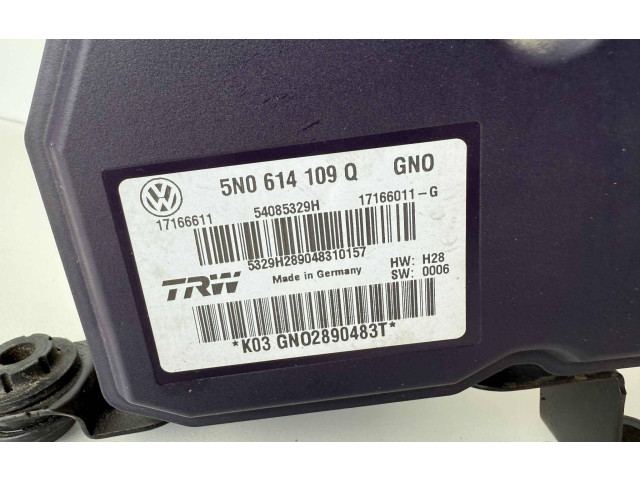 5N0 614 109 Q GNO
17166611 54085329H 17166011-G
5329H289048310157
TRW Made in Germany HW: H28
SW: 0006
*K03 GNO2890483T*